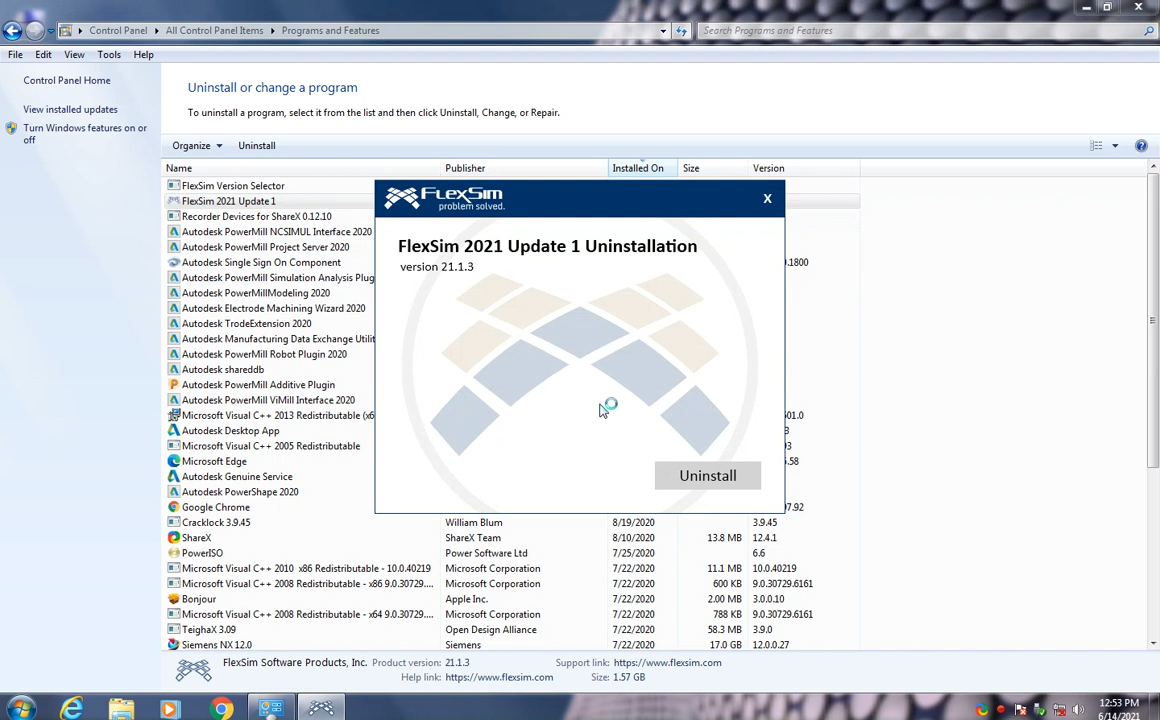 Control Panel All Control Panel Items Programs and Features Search Programs and Features
File Edit View Tools Help
Control Panel Home
View installed updates
Turn Windows features on or off
Uninstall or change a program
To uninstall a program, select it from the list and then click Uninstall, Change, or Repair.
Organize Uninstall
Name Publisher Installed On Size Version
FlexSim Version Selector
FlexSim 2021 Update 1
Recorder Devices for ShareX 0.12.10
Autodesk PowerMill NCSIMUL Interface 2020
Autodesk PowerMill Project Server 2020
Autodesk Single Sign On Component .0.1800
Autodesk PowerMill Simulation Analysis Plug
Autodesk PowerMillModeling 2020
Autodesk Electrode Machining Wizard 2020
Autodesk TrodeExtension 2020
Autodesk Manufacturing Data Exchange Utili
Autodesk PowerMill Robot Plugin 2020
Autodesk shareddb
Autodesk PowerMill Additive Plugin
Autodesk PowerMill ViMill Interface 2020
Microsoft Visual C++ 2013 Redistributable (x6 501.0
Autodesk Desktop App
Microsoft Visual C++ 2005 Redistributable
Microsoft Edge 5.58
Autodesk Genuine Service
Autodesk PowerShape 2020
Google Chrome 07.92
Cracklock 3.9.45 William Blum 8/19/2020 3.9.45
ShareX ShareX Team 8/10/2020 13.8 MB 12.4.1
PowerISO Power Software Ltd 7/25/2020 6.6
Microsoft Visual C++ 2010 x86 Redistributable - 10.0.40219 Microsoft Corporation 7/22/2020 11.1 MB 10.0.40219
Microsoft Visual C++ 2008 Redistributable - x86 9.0.30729.... Microsoft Corporation 7/22/2020 600 KB 9.0.30729.6161
Bonjour Apple Inc. 7/22/2020 2.00 MB 3.0.0.10
Microsoft Visual C++ 2008 Redistributable - x64 9.0.30729.... Microsoft Corporation 7/22/2020 788 KB 9.0.30729.6161
TeighaX 3.09 Open Design Alliance 7/22/2020 58.3 MB 3.9.0
Siemens NX 12.0 Siemens 7/22/2020 17.0 GB 12.0.0.27
FLEXSIM
problem solved.
X
FlexSim 2021 Update 1 Uninstallation
version 21.1.3
Uninstall
FlexSim Software Products, Inc. Product version: 21.1.3 Support link: https://www.flexsim.com
Help link: https://www.flexsim.com Size: 1.57 GB
12:53 PM
6/14/2021